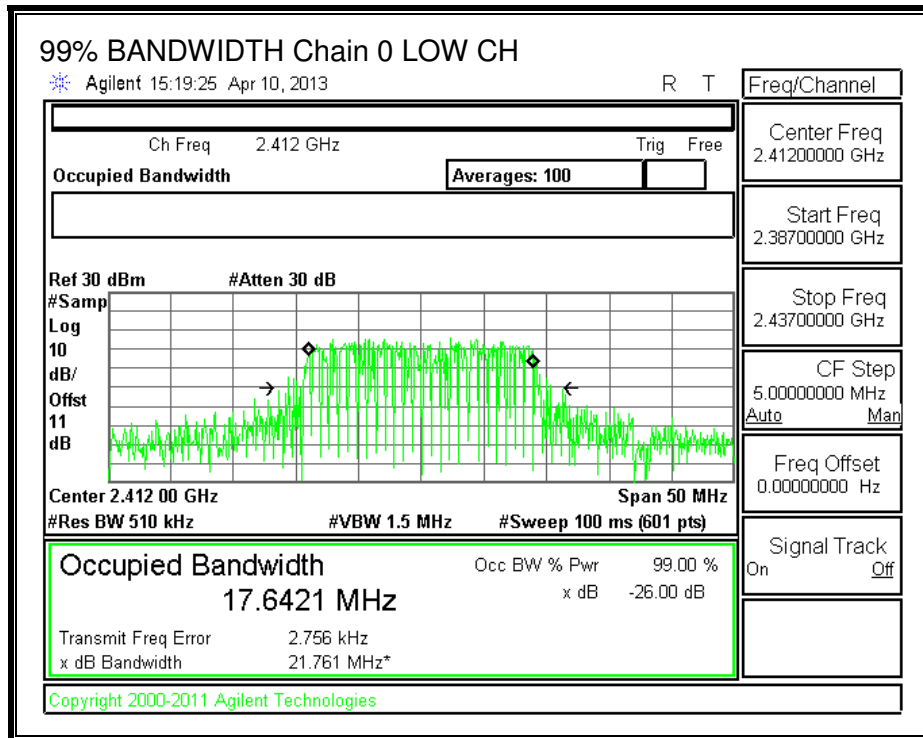 99% BANDWIDTH Chain 0 LOW CH
Agilent 15:19:25 Apr 10, 2013 R T
Freq/Channel
Ch Freq 2.412 GHz Trig Free
Occupied Bandwidth Averages: 100
Center Freq
2.41200000 GHz
Start Freq
2.38700000 GHz
Stop Freq
2.43700000 GHz
CF Step
5.00000000 MHz
Auto Man
Freq Offset
0.00000000 Hz
Signal Track
On Off
Ref 30 dBm #Atten 30 dB
#Samp
Log
10
dB/
Offst
11
dB
Center 2.412 00 GHz Span 50 MHz
#Res BW 510 kHz #VBW 1.5 MHz #Sweep 100 ms (601 pts)
Occupied Bandwidth Occ BW % Pwr 99.00 %
17.6421 MHz x dB -26.00 dB
Transmit Freq Error 2.756 kHz
x dB Bandwidth 21.761 MHz*
Copyright 2000-2011 Agilent Technologies